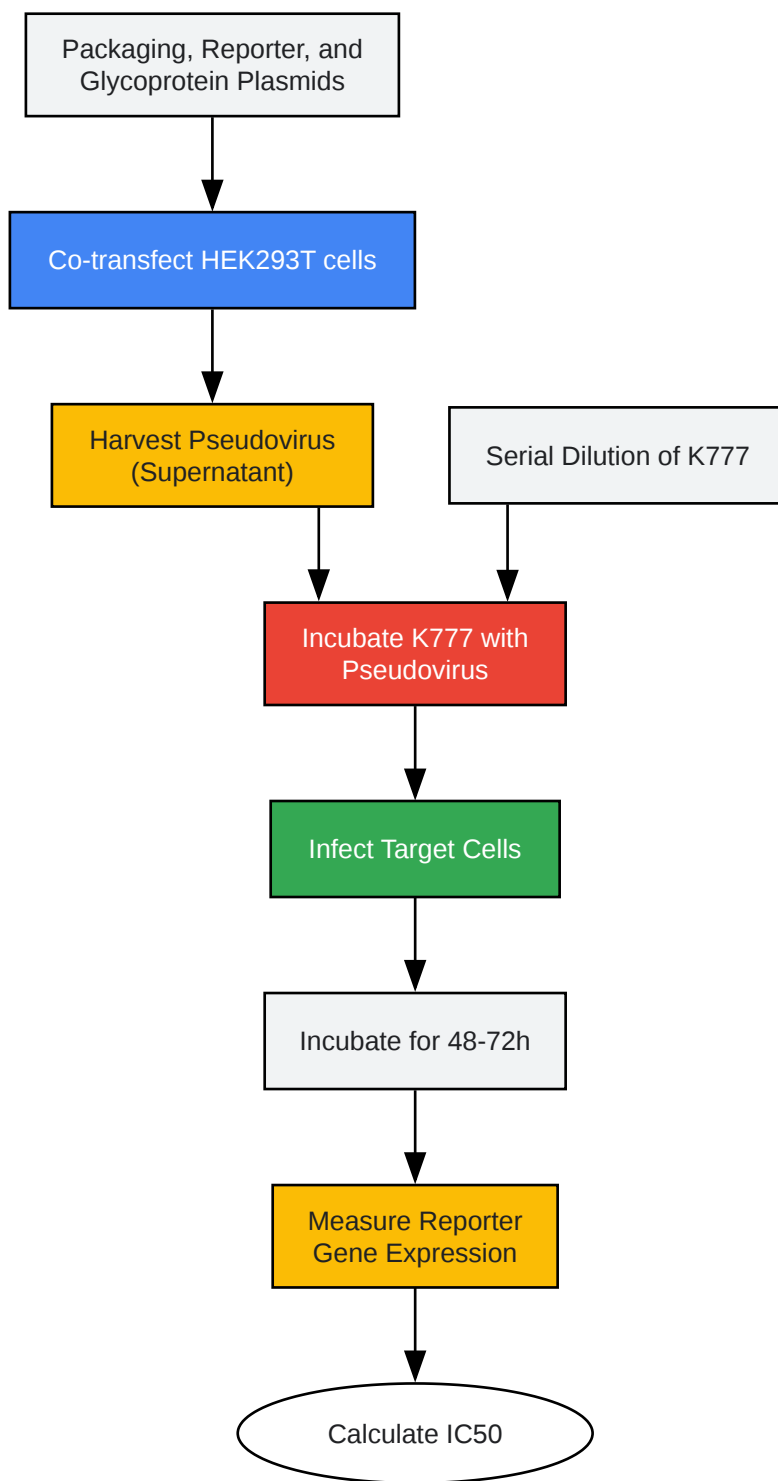 Packaging, Reporter, and
Glycoprotein Plasmids
Co-transfect HEK293T cells
Harvest Pseudovirus
(Supernatant)
Serial Dilution of K777
Incubate K777 with
Pseudovirus
Infect Target Cells
Incubate for 48-72h
Measure Reporter
Gene Expression
Calculate IC50